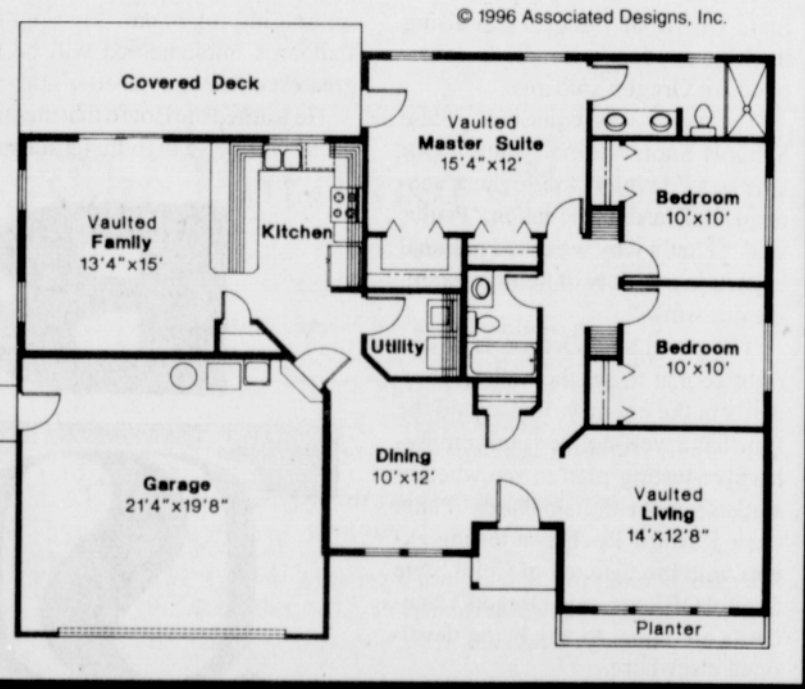 © 1996 Associated Designs, Inc.
Covered Deck
Vaulted
Master Suite
15'4"x12'
Bedroom
10'x10'
Vaulted
Family
13'4"x15'
Kitchen
Utility
Bedroom
10'x10'
Dining
10'x12'
Garage
21'4"x19'8"
Vaulted
Living
14'x12'8"
Planter